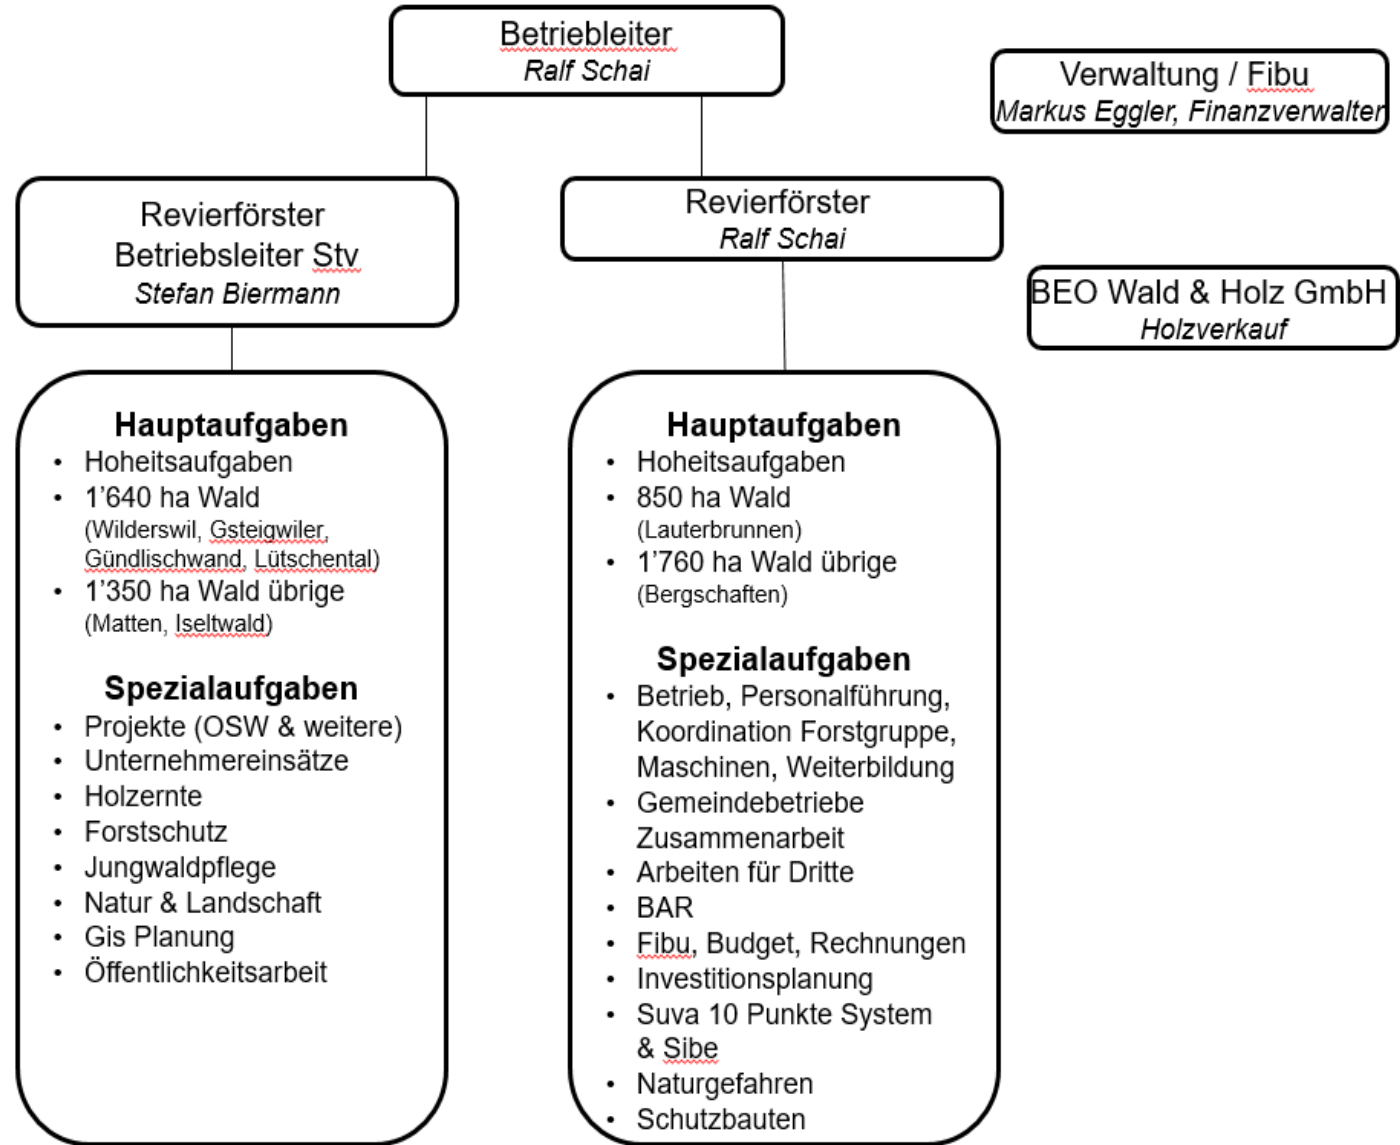 Betriebleiter
Ralf Schai
Verwaltung / Fibu
Markus Eggler, Finanzverwalter
Revierförster
Betriebsleiter Stv
Stefan Biermann
Revierförster
Ralf Schai
BEO Wald & Holz GmbH
Holzverkauf
Hauptaufgaben
• Hoheitsaufgaben
• 1’640 ha Wald
(Wilderswil, Gsteigwiler,
Gündlischwand, Lütschental)
• 1’350 ha Wald übrige
(Matten, Iseltwald)
Spezialaufgaben
• Projekte (OSW & weitere)
• Unternehmereinsätze
• Holzernte
• Forstschutz
• Jungwaldpflege
• Natur & Landschaft
• Gis Planung
• Öffentlichkeitsarbeit
Hauptaufgaben
• Hoheitsaufgaben
• 850 ha Wald
(Lauterbrunnen)
• 1’760 ha Wald übrige
(Bergschaften)
Spezialaufgaben
• Betrieb, Personalführung,
Koordination Forstgruppe,
Maschinen, Weiterbildung
• Gemeindebetriebe
Zusammenarbeit
• Arbeiten für Dritte
• BAR
• Fibu, Budget, Rechnungen
• Investitionsplanung
• Suva 10 Punkte System
& Sibe
• Naturgefahren
• Schutzbauten